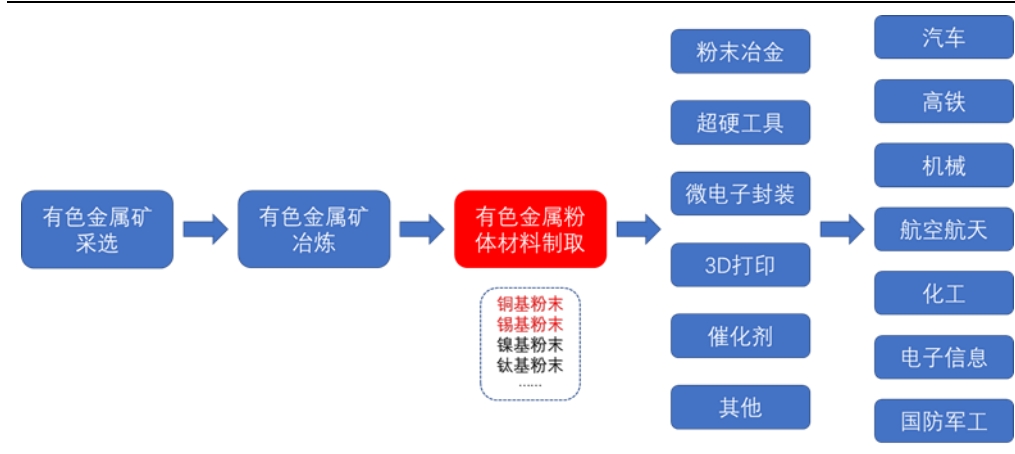 有色金属矿
采选
有色金属矿
冶炼
有色金属粉
体材料制取
铜基粉末
锡基粉末
镍基粉末
钛基粉末
……
粉末冶金
超硬工具
微电子封装
3D打印
催化剂
其他
汽车
高铁
机械
航空航天
化工
电子信息
国防军工